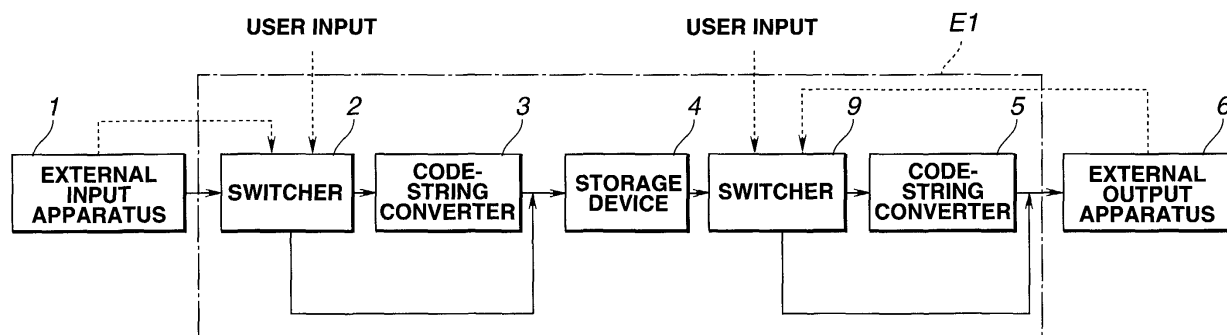 USER INPUT
USER INPUT
E1
1
2
3
4
9
5
6
EXTERNAL
INPUT
APPARATUS
SWITCHER
CODE-
STRING
CONVERTER
STORAGE
DEVICE
SWITCHER
CODE-
STRING
CONVERTER
EXTERNAL
OUTPUT
APPARATUS